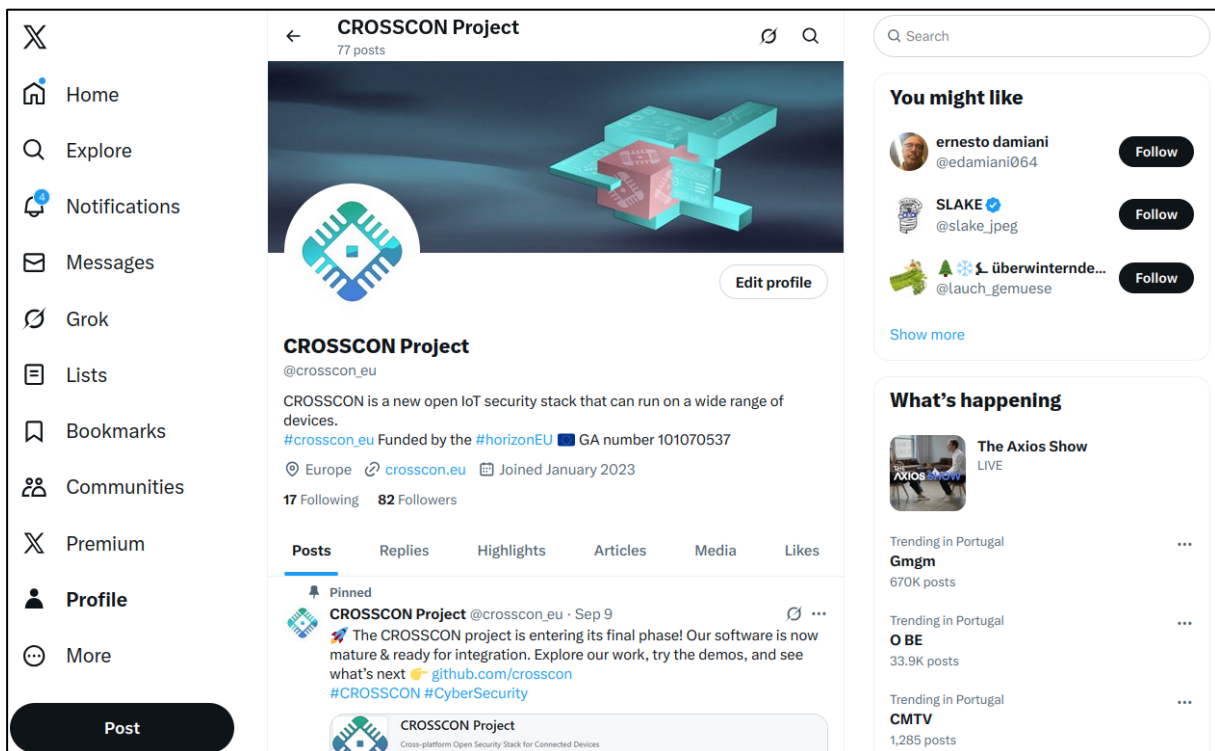 Home
Explore
4
Notifications
Messages
Grok
Lists
Bookmarks
Communities
Premium
Profile
More
Post
CROSSCON Project
77 posts
Edit profile
CROSSCON Project
@crosscon_eu
CROSSCON is a new open IoT security stack that can run on a wide range of
devices.
#crosscon_eu Funded by the #horizonEU 🇪🇺 GA number 101070537
Europe crosscon.eu Joined January 2023
17 Following 82 Followers
Posts Replies Highlights Articles Media Likes
Pinned
CROSSCON Project @crosscon_eu · Sep 9
🚀 The CROSSCON project is entering its final phase! Our software is now
mature & ready for integration. Explore our work, try the demos, and see
what's next 👉 github.com/crosscon
#CROSSCON #CyberSecurity
CROSSCON Project
Cross-platform Open Security Stack for Connected Devices
Search
You might like
ernesto damiani
@edamiani064
Follow
SLAKE
@slake_jpeg
Follow
🌲❄️ überwinternde...
@lauch_gemuese
Follow
Show more
What's happening
THE
AXIOS SHOW
The Axios Show
LIVE
Trending in Portugal
Gmgm
670K posts
Trending in Portugal
O BE
33.9K posts
Trending in Portugal
CMTV
1,285 posts